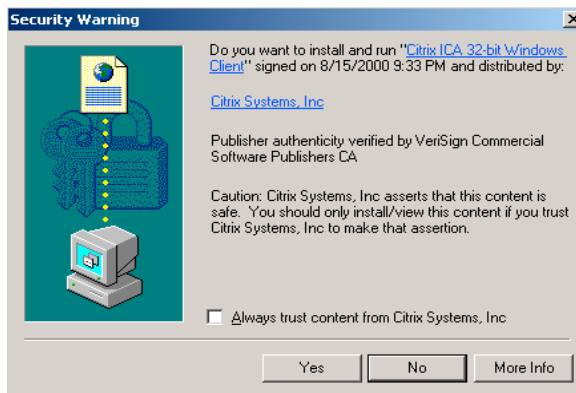 Security Warning
Do you want to install and run "Citrix ICA 32-bit Windows
Client" signed on 8/15/2000 9:33 PM and distributed by:
Citrix Systems, Inc
Publisher authenticity verified by VeriSign Commercial
Software Publishers CA
Caution: Citrix Systems, Inc asserts that this content is
safe. You should only install/view this content if you trust
Citrix Systems, Inc to make that assertion.
Always trust content from Citrix Systems, Inc
Yes No More Info